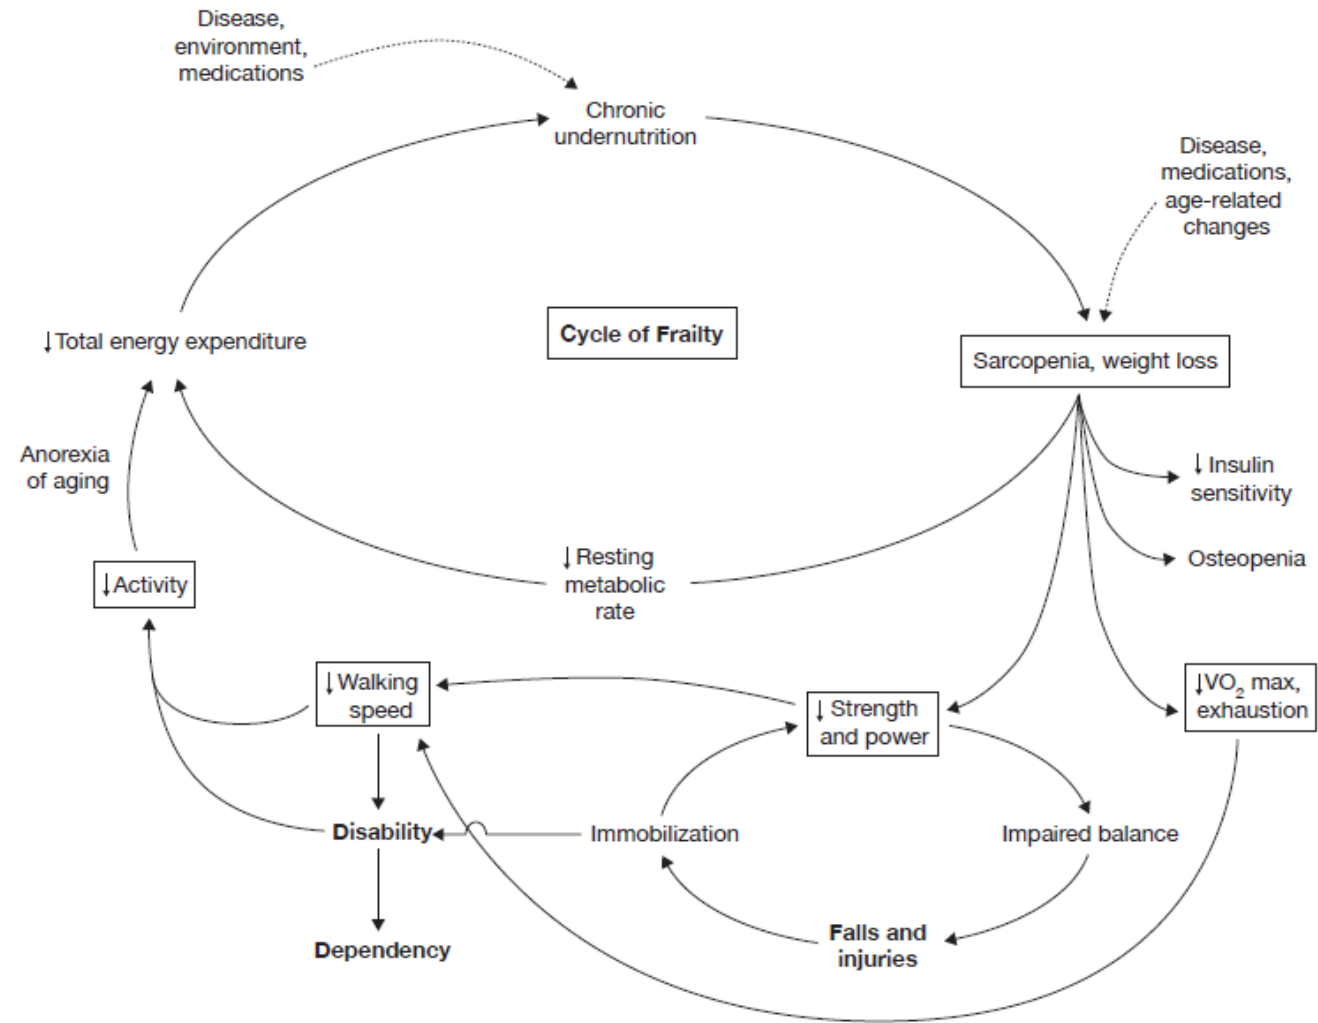 Disease,
environment,
medications
Chronic
undernutrition
Disease,
medications,
age-related
changes
↓Total energy expenditure
Cycle of Frailty
Sarcopenia, weight loss
Anorexia
of aging
↓Insulin
sensitivity
↓Resting
metabolic
rate
Osteopenia
↓Activity
↓Walking
speed
↓Strength
and power
↓VO₂ max,
exhaustion
Disability
Immobilization
Impaired balance
Dependency
Falls and
injuries